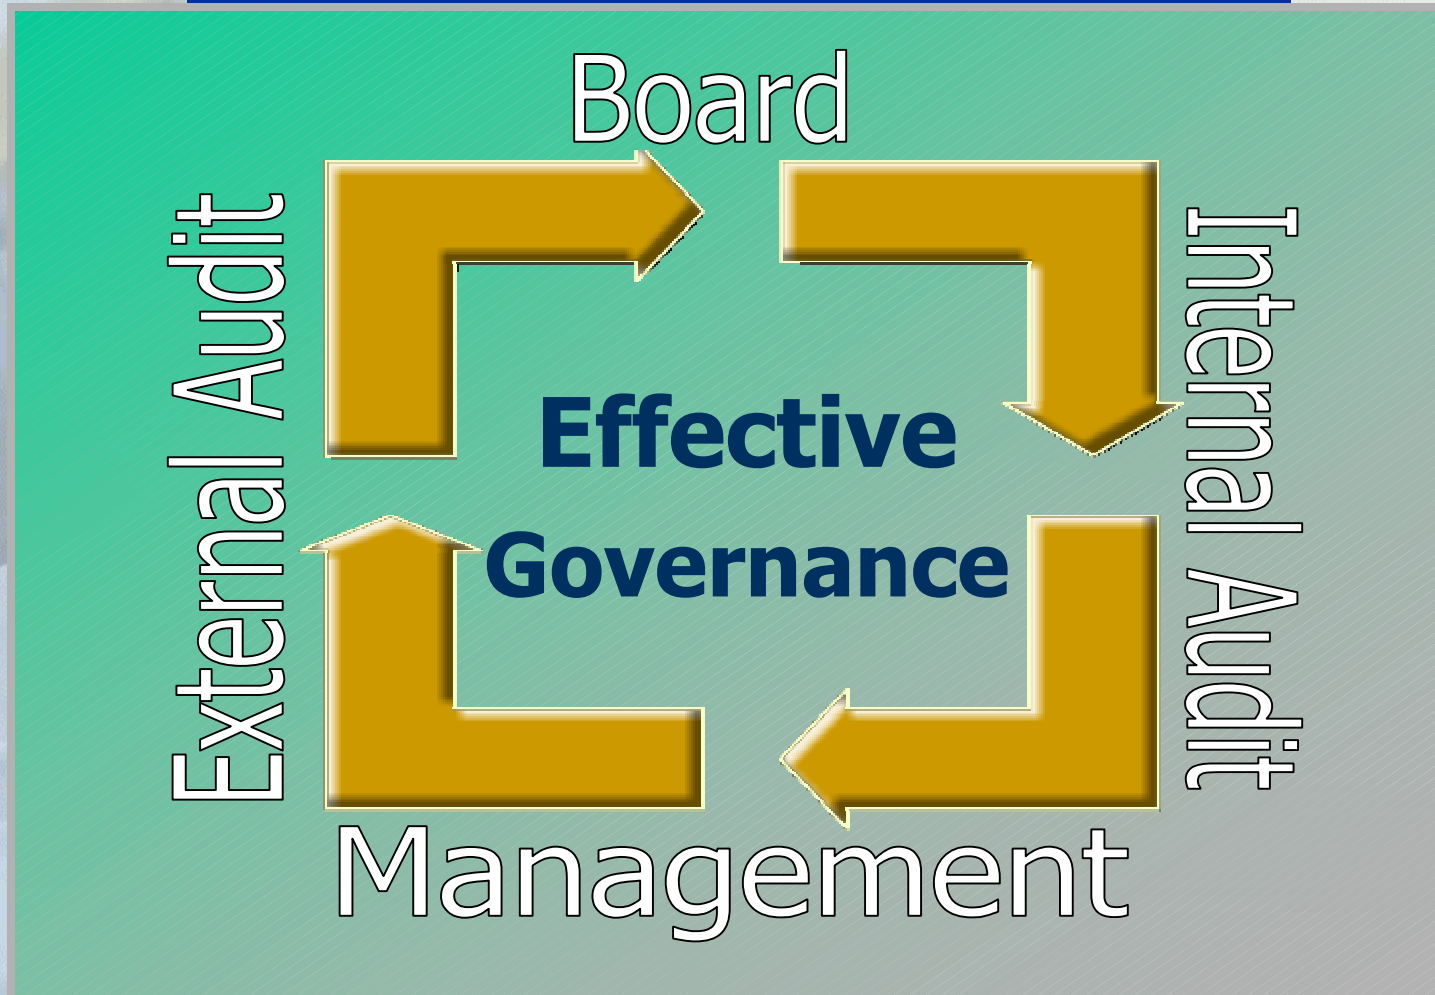 Board
External Audit
Internal Audit
Effective
Governance
Management